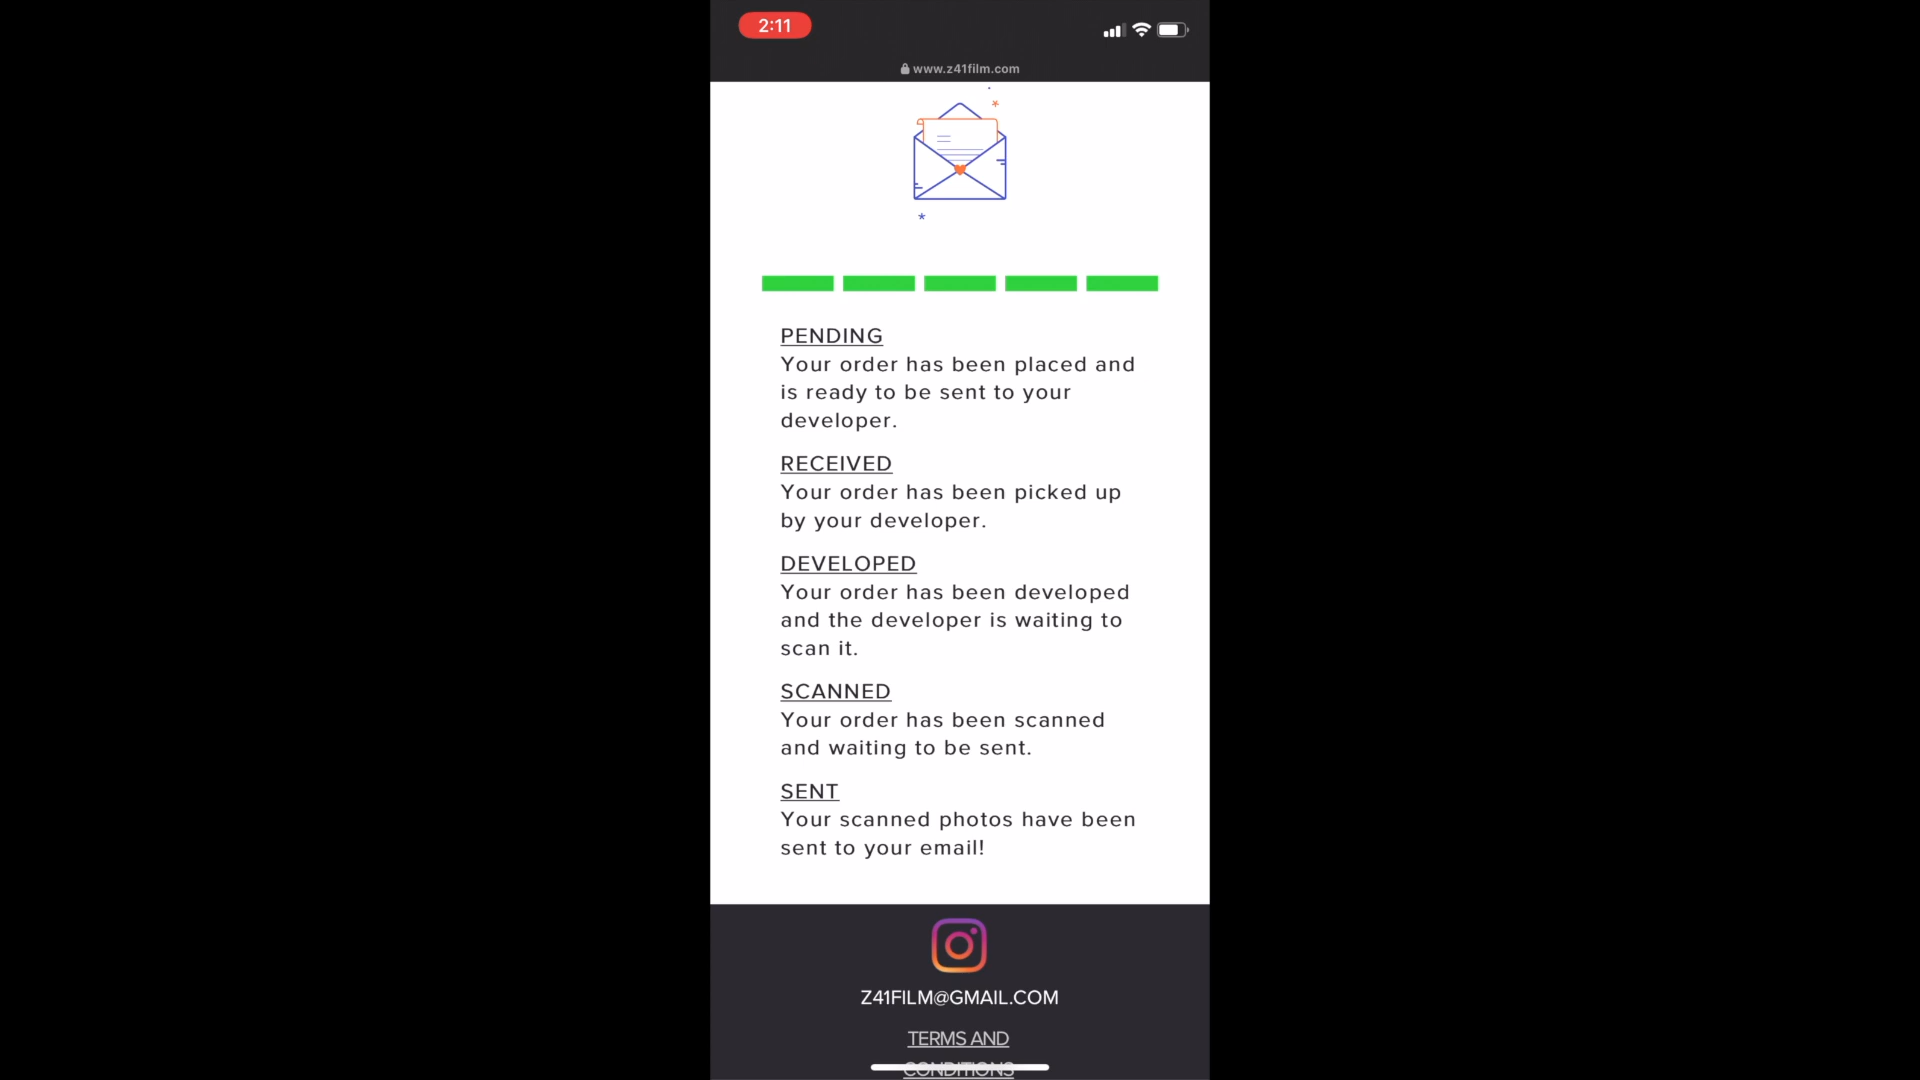 2:11
www.z41film.com
PENDING
Your order has been placed and
is ready to be sent to your
developer.
RECEIVED
Your order has been picked up
by your developer.
DEVELOPED
Your order has been developed
and the developer is waiting to
scan it.
SCANNED
Your order has been scanned
and waiting to be sent.
SENT
Your scanned photos have been
sent to your email!
Z41FILM@GMAIL.COM
TERMS AND
CONDITIONS